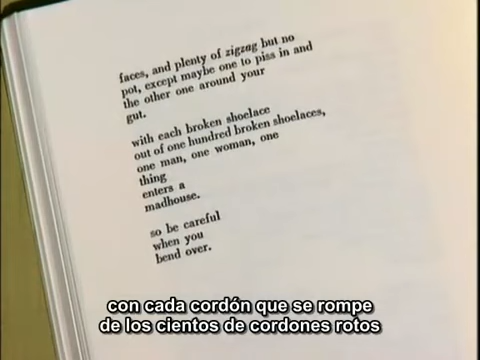 faces, and plenty of zigzag but no
pot, except maybe one to piss in and
the other one around your
gut.
with each broken shoelace
out of one hundred broken shoelaces,
one man, one woman, one
thing
enters a
madhouse.
so be careful
when you
bend over.
con cada cordón que se rompe
de los cientos de cordones rotos